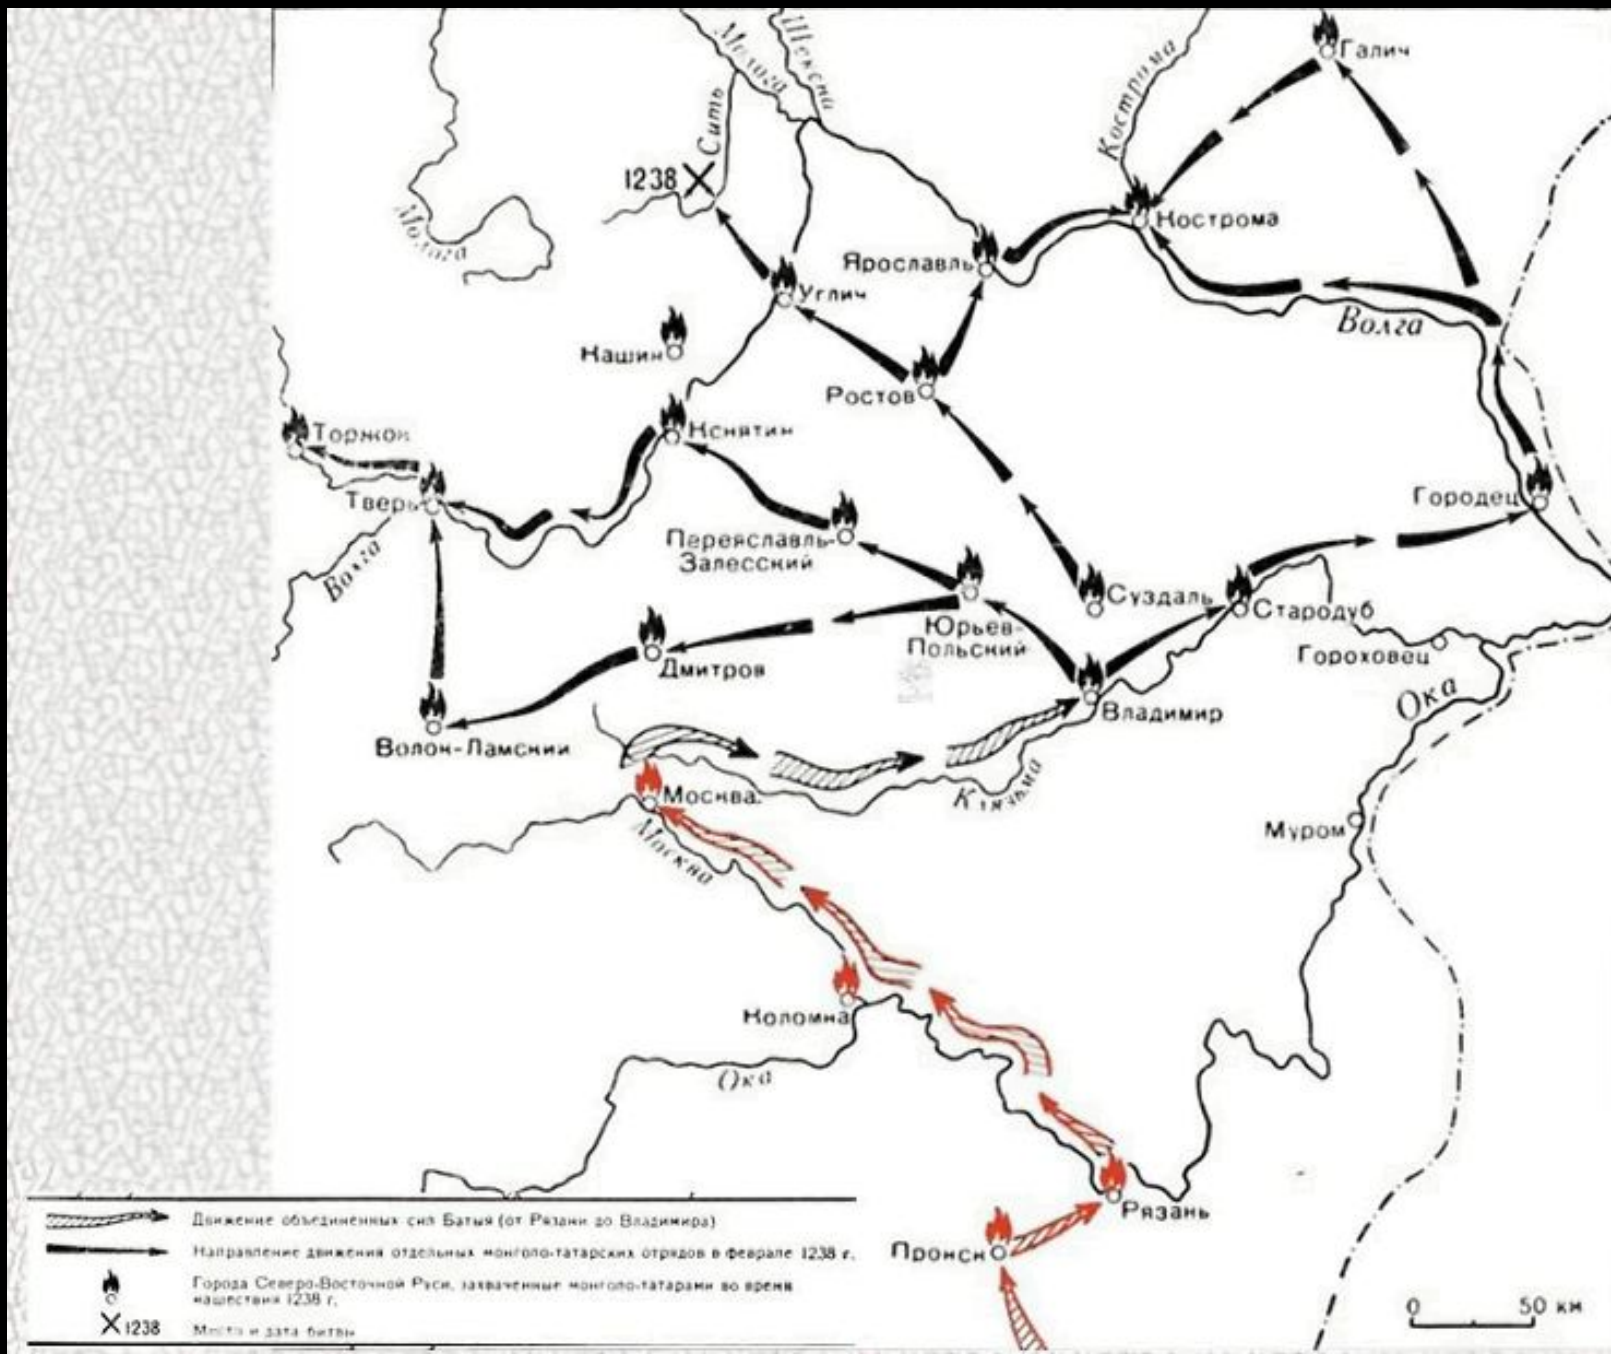 Молога
Шексна
Сить
Кострома
Галич
1238
Молога
Кострома
Ярославль
Углич
Волга
Кашин
Ростов
Торжок
Кснятин
Тверь
Городец
Волга
Переяславль-
Залесский
Суздаль
Стародуб
Юрьев-
Польский
Гороховец
Дмитров
Ока
Владимир
Волок-Ламский
Москва
Клязьма
Москва
Муром
Коломна
Ока
Рязань
Пронск
0 50 км
Движение объединенных сил Батыя (от Рязани до Владимира)
Направление движения отдельных монголо-татарских отрядов в феврале 1238 г.
Города Северо-Восточной Руси, захваченные монголо-татарами во время
нашествия 1238 г.
1238 Место и дата битвы